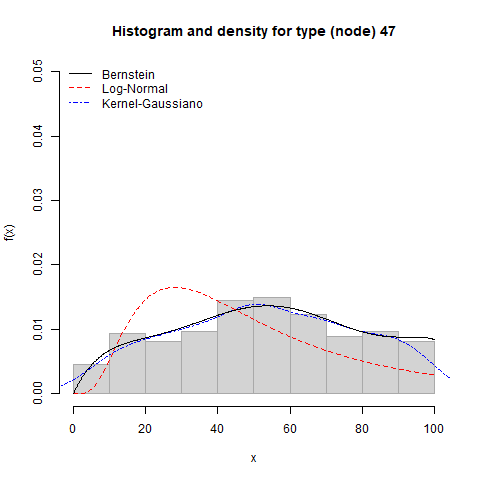 Histogram and density for type (node) 47
Bernstein
Log-Normal
Kernel-Gaussiano
0.05
0.04
0.03
0.02
0.01
0.00
f(x)
0 20 40 60 80 100
x